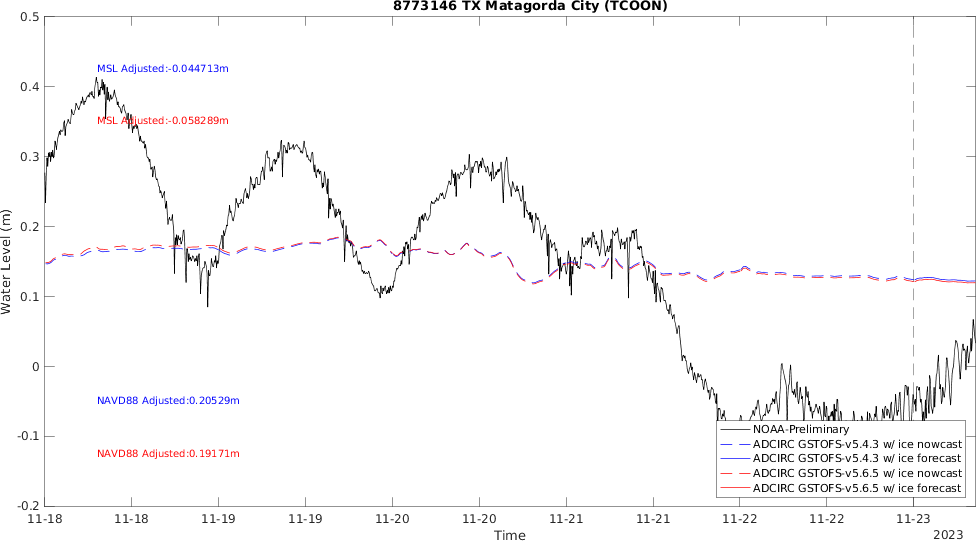 8773146 TX Matagorda City (TCOON)
0.5
0.4
0.3
0.2
0.1
0
-0.1
-0.2
Water Level (m)
MSL Adjusted:-0.044713m
MSL Adjusted:-0.058289m
NAVD88 Adjusted:0.20529m
NAVD88 Adjusted:0.19171m
NOAA-Preliminary
ADCIRC GSTOFS-v5.4.3 w/ ice nowcast
ADCIRC GSTOFS-v5.4.3 w/ ice forecast
ADCIRC GSTOFS-v5.6.5 w/ ice nowcast
ADCIRC GSTOFS-v5.6.5 w/ ice forecast
11-18 11-18 11-19 11-19 11-20 11-20 11-21 11-21 11-22 11-22 11-23
Time
2023